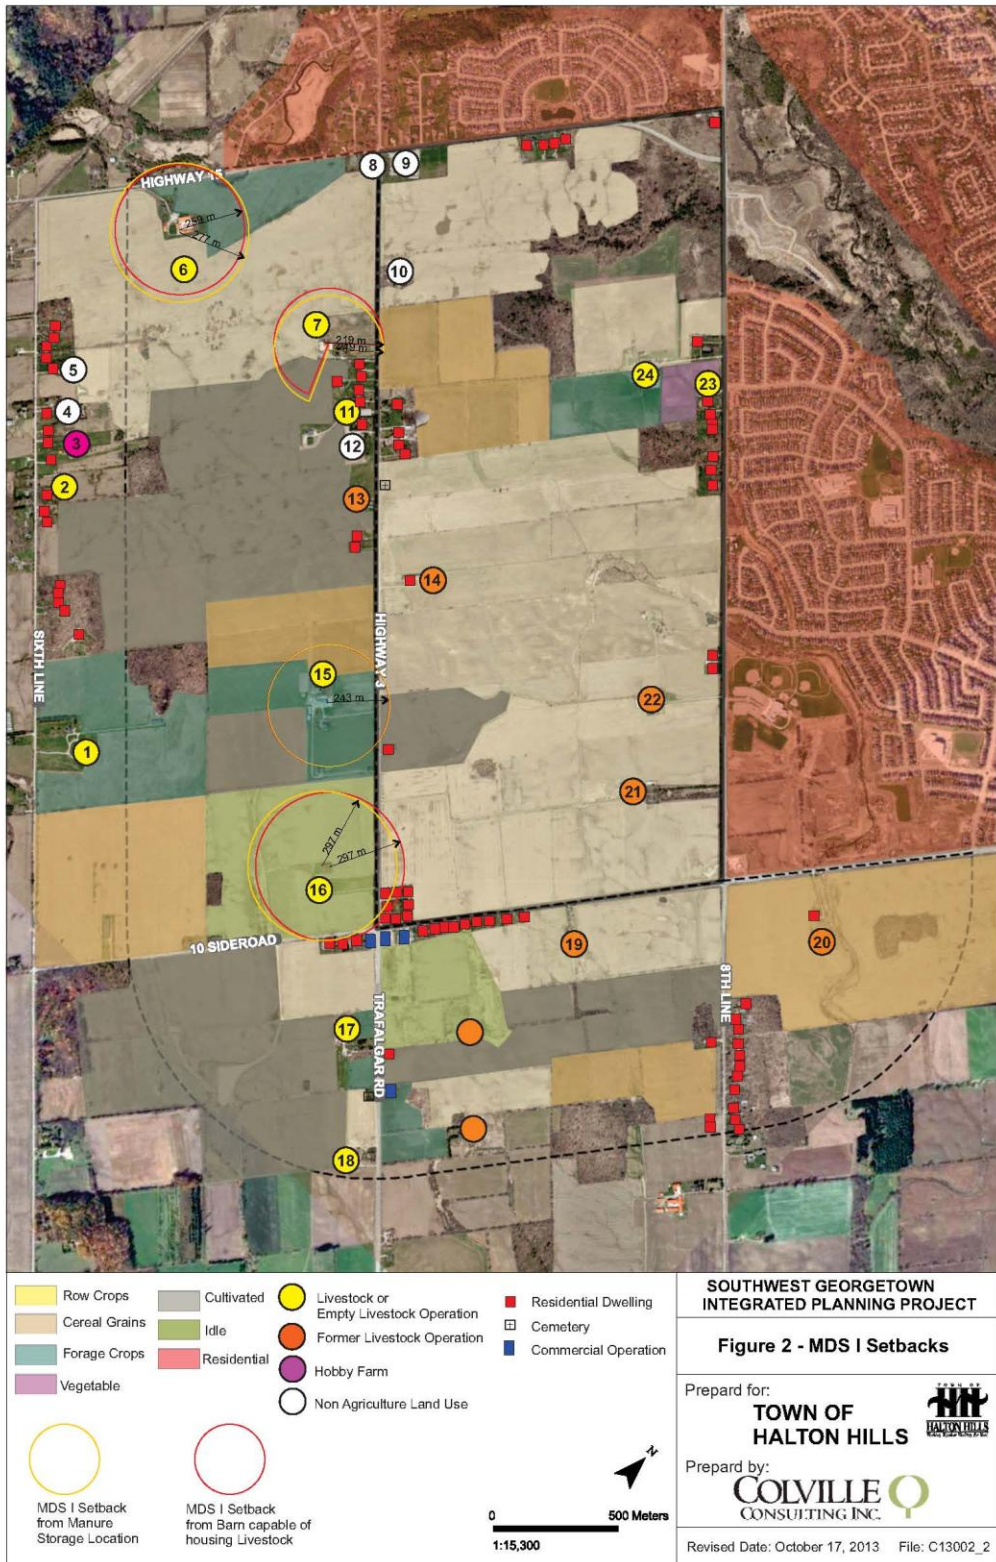 8
9
HIGHWAY 15
259 m
277 m
6
10
7
219 m
249 m
5
24
23
4
11
3
12
2
13
14
HIGHWAY 3
SIXTH LINE
15
243 m
22
1
21
297 m
297 m
16
10 SIDEROAD
19
20
TRAFALGAR RD
8TH LINE
17
18
Row Crops
Cereal Grains
Forage Crops
Vegetable
Cultivated
Idle
Residential
Livestock or
Empty Livestock Operation
Former Livestock Operation
Hobby Farm
Non Agriculture Land Use
Residential Dwelling
Cemetery
Commercial Operation
MDS I Setback
from Manure
Storage Location
MDS I Setback
from Barn capable of
housing Livestock
N
0 500 Meters
1:15,300
SOUTHWEST GEORGETOWN
INTEGRATED PLANNING PROJECT
Figure 2 - MDS I Setbacks
Prepard for:
TOWN OF
HALTON HILLS
TOWN OF
HALTON HILLS
Prepard by:
COLVILLE
CONSULTING INC.
Revised Date: October 17, 2013 File: C13002_2